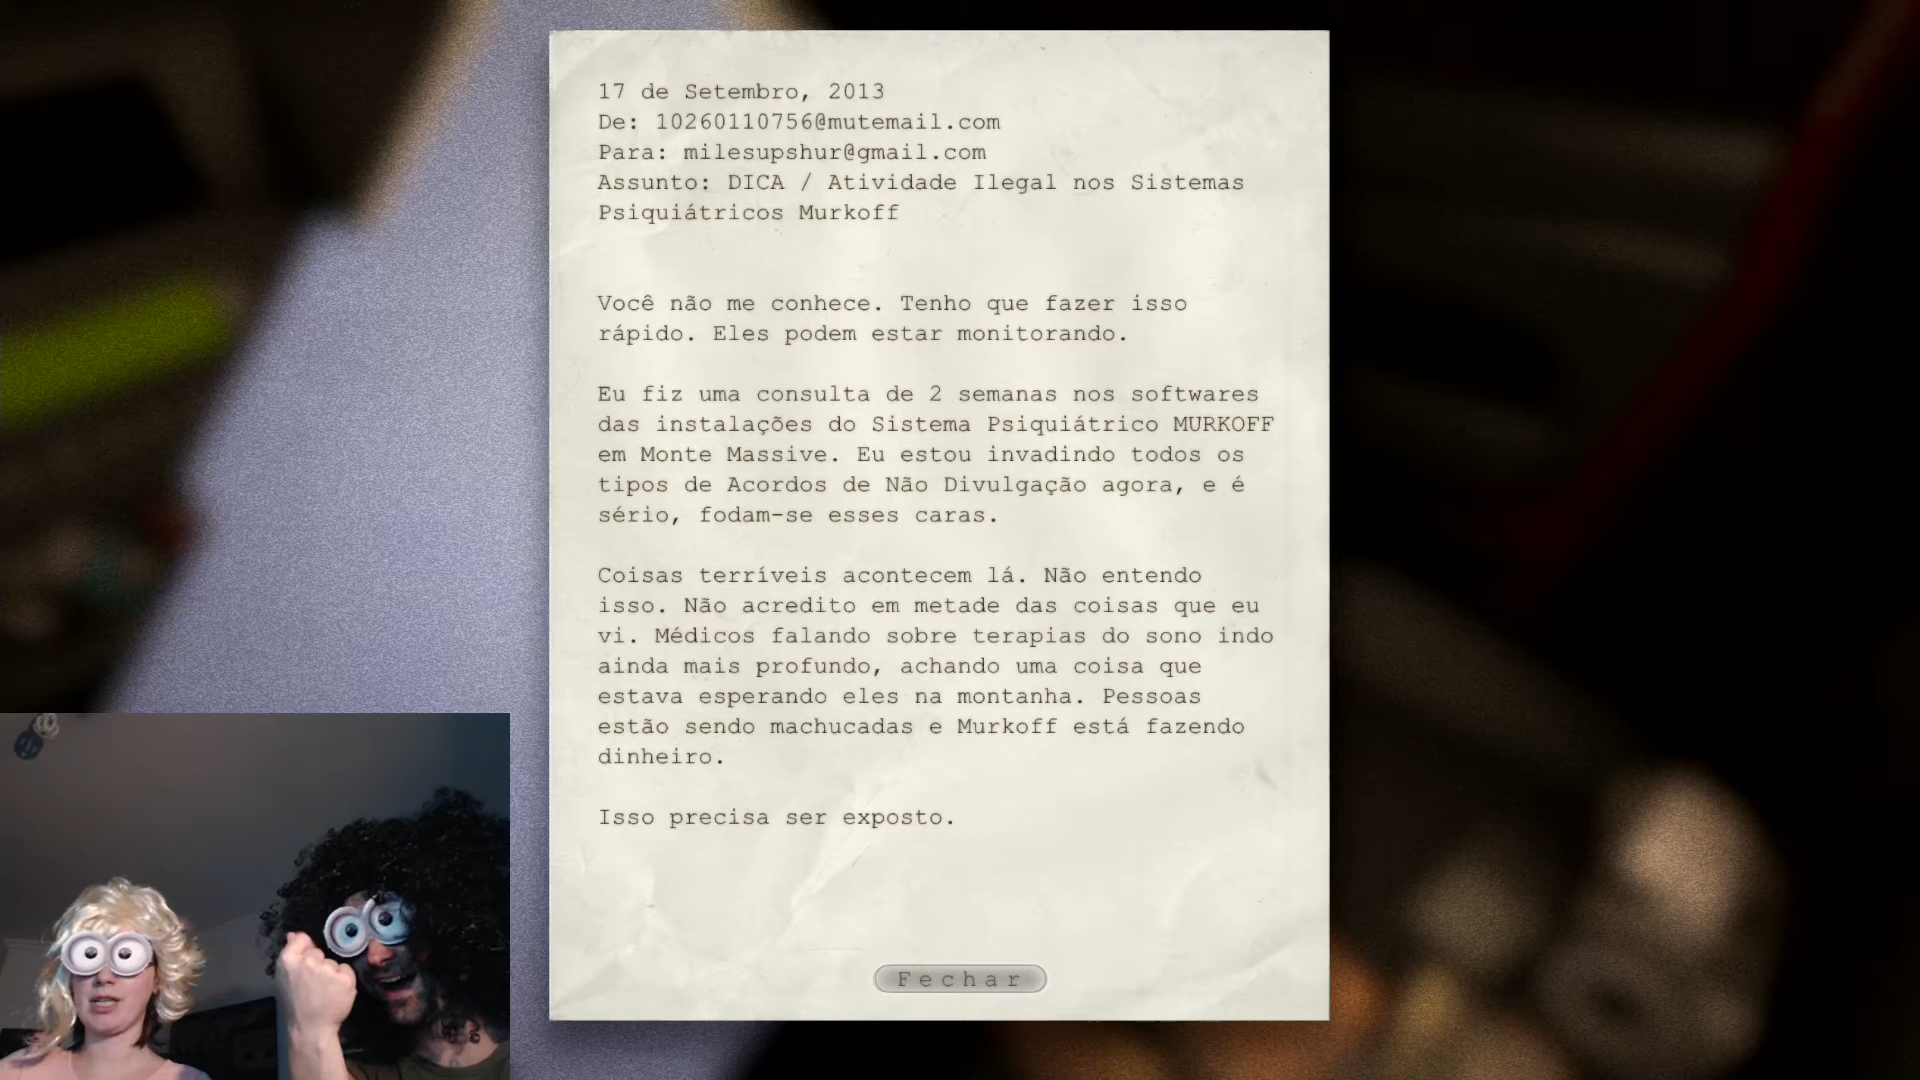 17 de Setembro, 2013
De: 10260110756@mutemail.com
Para: milesupshur@gmail.com
Assunto: DICA / Atividade Ilegal nos Sistemas
Psiquiátricos Murkoff
Você não me conhece. Tenho que fazer isso
rápido. Eles podem estar monitorando.
Eu fiz uma consulta de 2 semanas nos softwares
das instalações do Sistema Psiquiátrico MURKOFF
em Monte Massive. Eu estou invadindo todos os
tipos de Acordos de Não Divulgação agora, e é
sério, fodam-se esses caras.
Coisas terríveis acontecem lá. Não entendo
isso. Não acredito em metade das coisas que eu
vi. Médicos falando sobre terapias do sono indo
ainda mais profundo, achando uma coisa que
estava esperando eles na montanha. Pessoas
estão sendo machucadas e Murkoff está fazendo
dinheiro.
Isso precisa ser exposto.
Fechar